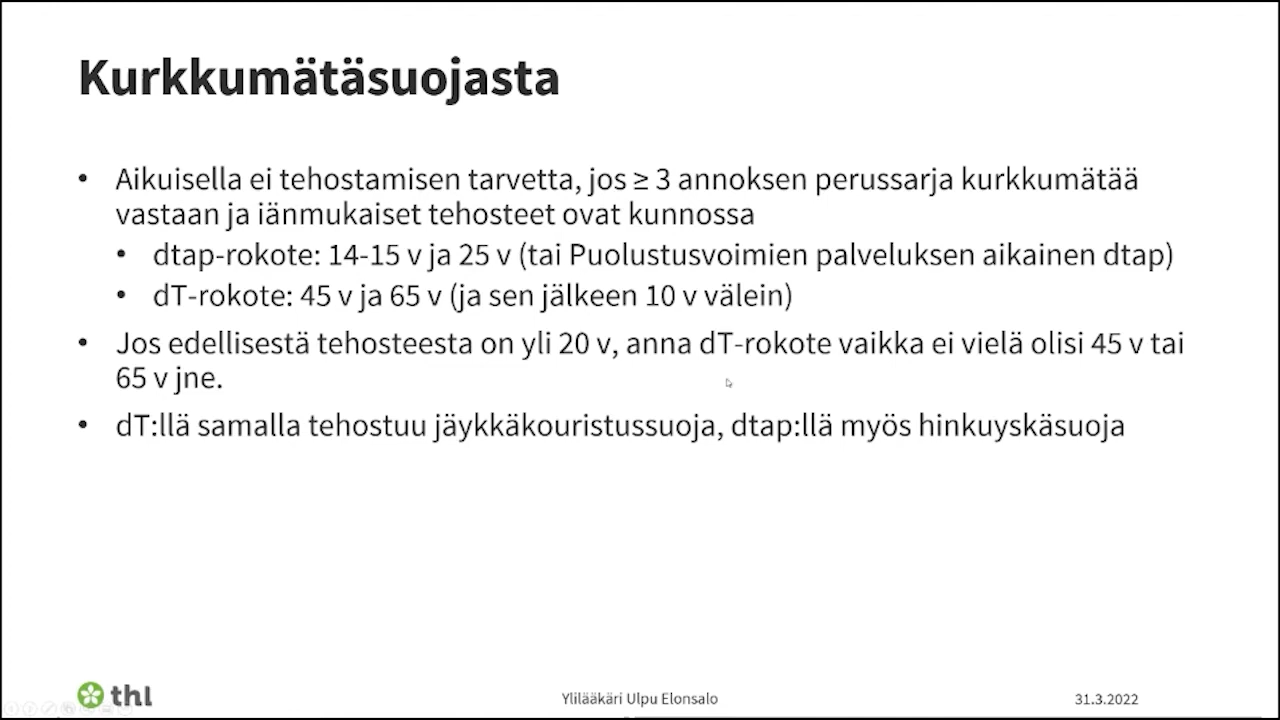 Kurkkumätäsuojasta
• Aikuisella ei tehostamisen tarvetta, jos ≥ 3 annoksen perussarja kurkkumätää
vastaan ja iänmukaiset tehosteet ovat kunnossa
• dtap-rokote: 14-15 v ja 25 v (tai Puolustusvoimien palveluksen aikainen dtap)
• dT-rokote: 45 v ja 65 v (ja sen jälkeen 10 v välein)
• Jos edellisestä tehosteesta on yli 20 v, anna dT-rokote vaikka ei vielä olisi 45 v tai
65 v jne.
• dT:llä samalla tehostuu jäykkäkouristussuoja, dtap:llä myös hinkuyskäsuoja
thl
Ylilääkäri Ulpu Elonsalo
31.3.2022